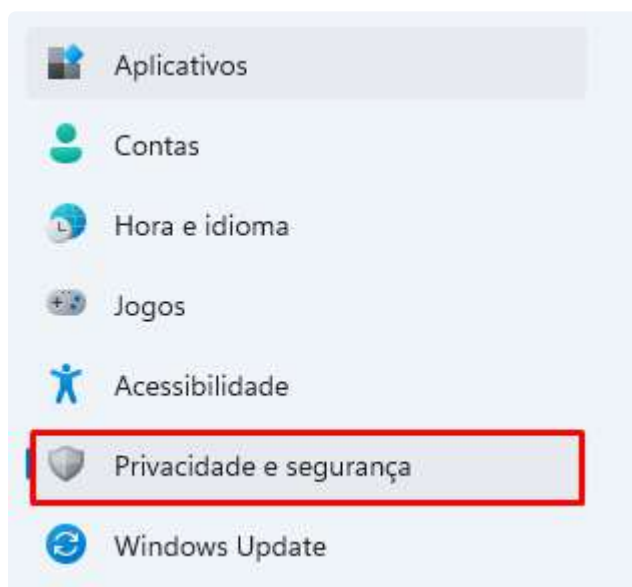 Aplicativos
Contas
Hora e idioma
Jogos
Acessibilidade
Privacidade e segurança
Windows Update